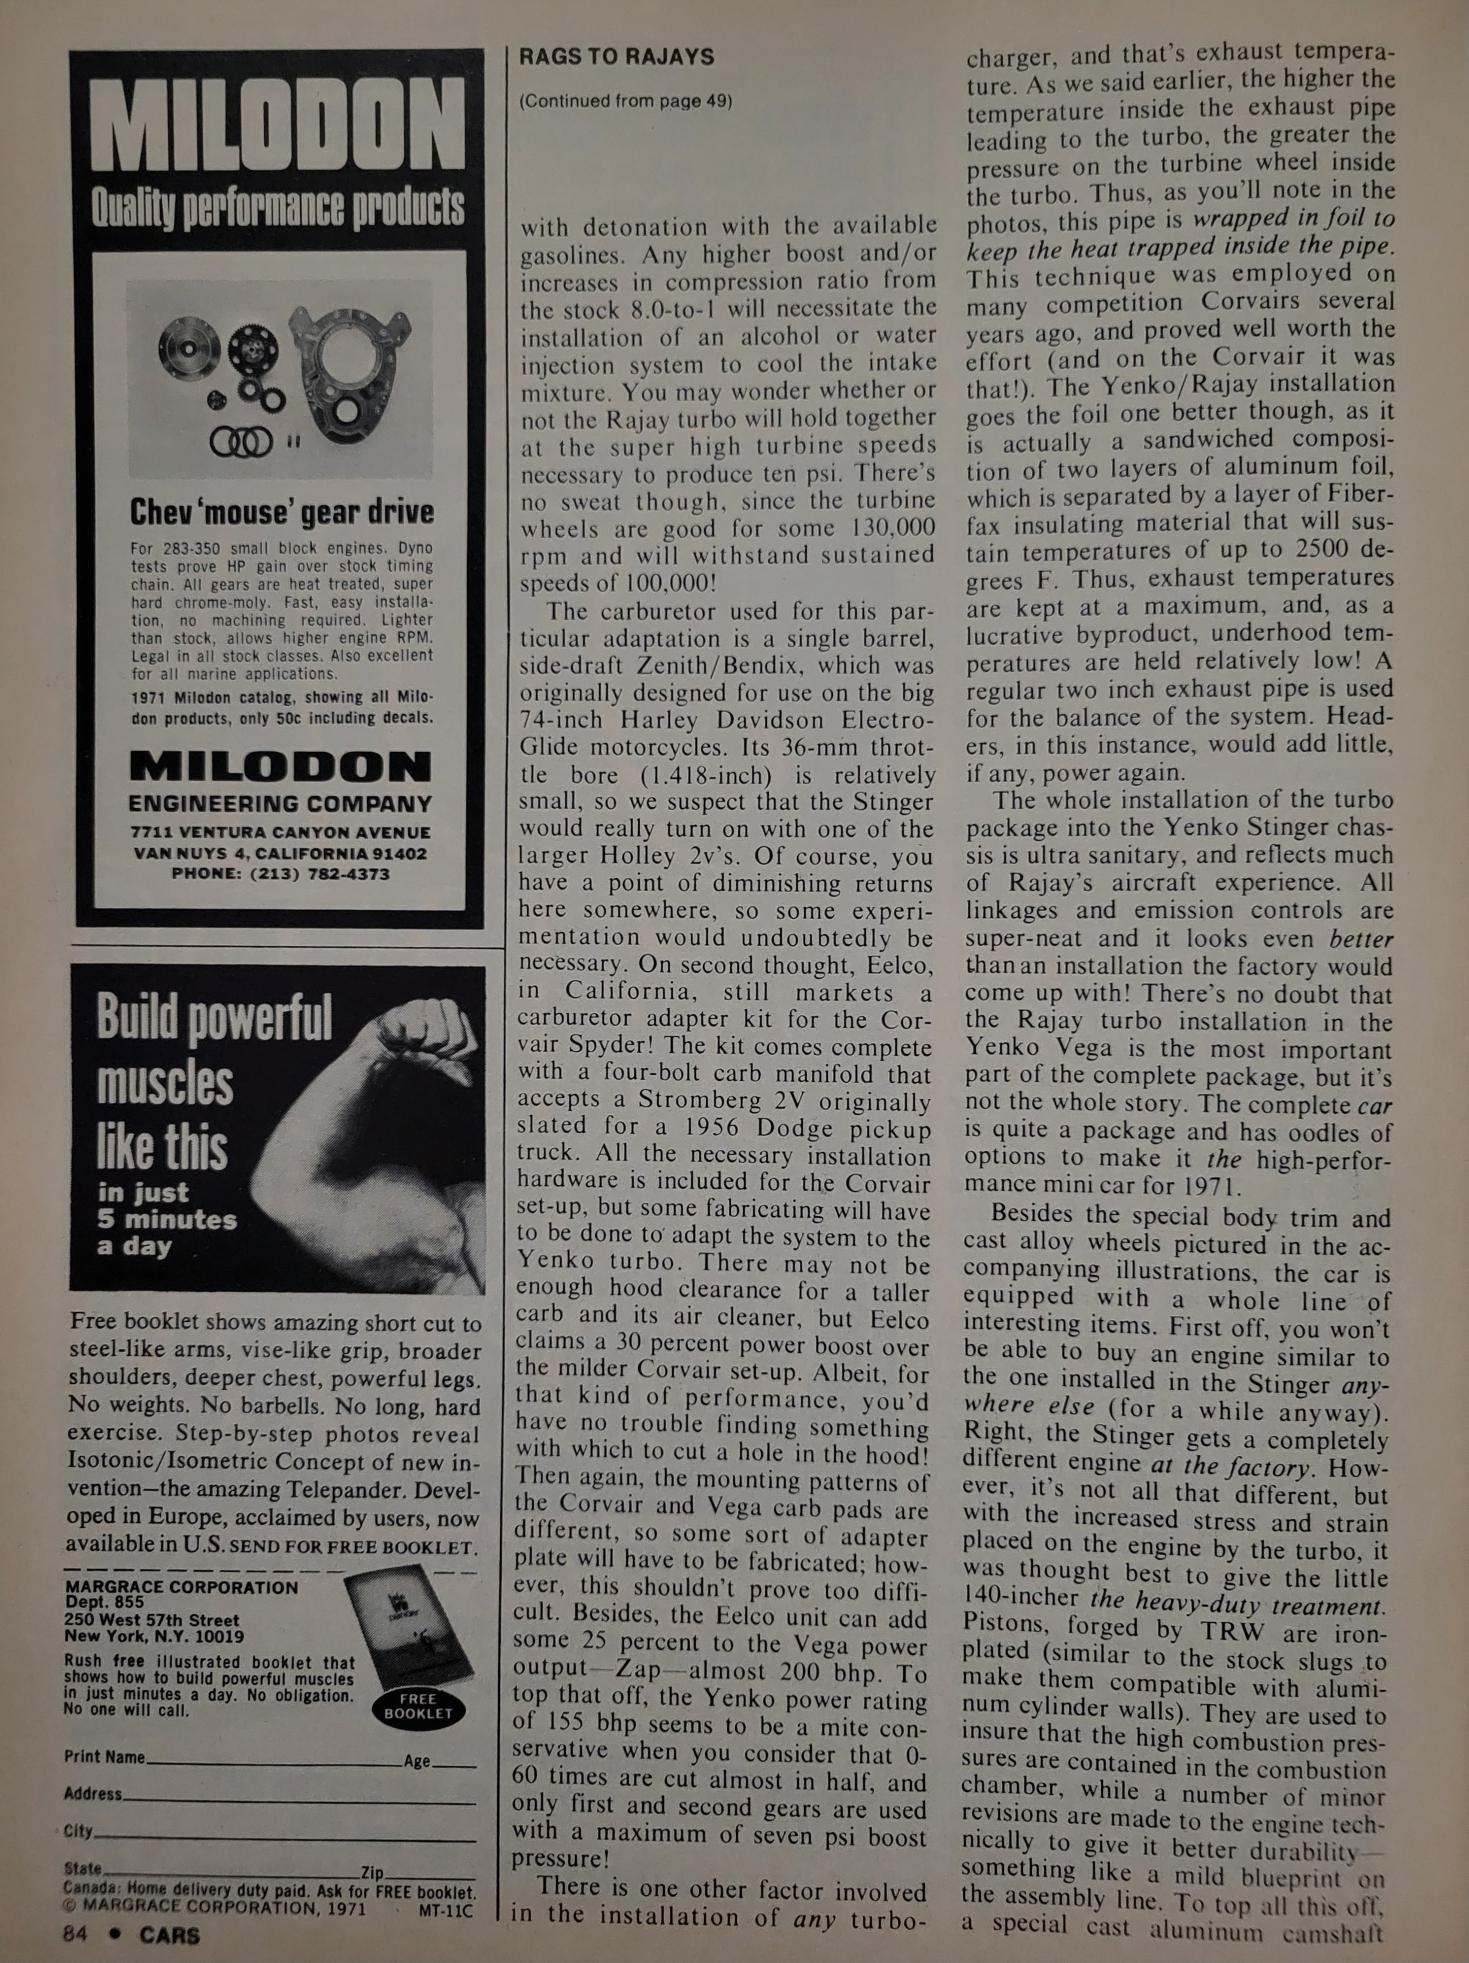 MILODON
Quality performance products
Chev 'mouse' gear drive
For 283-350 small block engines. Dyno
tests prove HP gain over stock timing
chain. All gears are heat treated, super
hard chrome-moly. Fast, easy installa-
tion, no machining required. Lighter
than stock, allows higher engine RPM.
Legal in all stock classes. Also excellent
for all marine applications.
1971 Milodon catalog, showing all Milo-
don products, only 50c including decals.
MILODON
ENGINEERING COMPANY
7711 VENTURA CANYON AVENUE
VAN NUYS 4, CALIFORNIA 91402
PHONE: (213) 782-4373
Build powerful
muscles
like this
in just
5 minutes
a day
Free booklet shows amazing short cut to
steel-like arms, vise-like grip, broader
shoulders, deeper chest, powerful legs.
No weights. No barbells. No long, hard
exercise. Step-by-step photos reveal
Isotonic/Isometric Concept of new in-
vention—the amazing Telepander. Devel-
oped in Europe, acclaimed by users, now
available in U.S. SEND FOR FREE BOOKLET.
MARGRACE CORPORATION
Dept. 855
250 West 57th Street
New York, N.Y. 10019
Rush free illustrated booklet that
shows how to build powerful muscles
in just minutes a day. No obligation.
No one will call.
FREE
BOOKLET
Print Name Age
Address
City
State Zip
Canada: Home delivery duty paid. Ask for FREE booklet.
© MARGRACE CORPORATION, 1971 MT-11C
84 • CARS
RAGS TO RAJAYS
(Continued from page 49)
with detonation with the available
gasolines. Any higher boost and/or
increases in compression ratio from
the stock 8.0-to-1 will necessitate the
installation of an alcohol or water
injection system to cool the intake
mixture. You may wonder whether or
not the Rajay turbo will hold together
at the super high turbine speeds
necessary to produce ten psi. There's
no sweat though, since the turbine
wheels are good for some 130,000
rpm and will withstand sustained
speeds of 100,000!
The carburetor used for this par-
ticular adaptation is a single barrel,
side-draft Zenith/Bendix, which was
originally designed for use on the big
74-inch Harley Davidson Electro-
Glide motorcycles. Its 36-mm throt-
tle bore (1.418-inch) is relatively
small, so we suspect that the Stinger
would really turn on with one of the
larger Holley 2v's. Of course, you
have a point of diminishing returns
here somewhere, so some experi-
mentation would undoubtedly be
necessary. On second thought, Eelco,
in California, still markets a
carburetor adapter kit for the Cor-
vair Spyder! The kit comes complete
with a four-bolt carb manifold that
accepts a Stromberg 2V originally
slated for a 1956 Dodge pickup
truck. All the necessary installation
hardware is included for the Corvair
set-up, but some fabricating will have
to be done to adapt the system to the
Yenko turbo. There may not be
enough hood clearance for a taller
carb and its air cleaner, but Eelco
claims a 30 percent power boost over
the milder Corvair set-up. Albeit, for
that kind of performance, you'd
have no trouble finding something
with which to cut a hole in the hood!
Then again, the mounting patterns of
the Corvair and Vega carb pads are
different, so some sort of adapter
plate will have to be fabricated; how-
ever, this shouldn't prove too diffi-
cult. Besides, the Eelco unit can add
some 25 percent to the Vega power
output—Zap—almost 200 bhp. To
top that off, the Yenko power rating
of 155 bhp seems to be a mite con-
servative when you consider that 0-
60 times are cut almost in half, and
only first and second gears are used
with a maximum of seven psi boost
pressure!
There is one other factor involved
in the installation of any turbo-
charger, and that's exhaust tempera-
ture. As we said earlier, the higher the
temperature inside the exhaust pipe
leading to the turbo, the greater the
pressure on the turbine wheel inside
the turbo. Thus, as you'll note in the
photos, this pipe is wrapped in foil to
keep the heat trapped inside the pipe.
This technique was employed on
many competition Corvairs several
years ago, and proved well worth the
effort (and on the Corvair it was
that!). The Yenko/Rajay installation
goes the foil one better though, as it
is actually a sandwiched composi-
tion of two layers of aluminum foil,
which is separated by a layer of Fiber-
fax insulating material that will sus-
tain temperatures of up to 2500 de-
grees F. Thus, exhaust temperatures
are kept at a maximum, and, as a
lucrative byproduct, underhood tem-
peratures are held relatively low! A
regular two inch exhaust pipe is used
for the balance of the system. Head-
ers, in this instance, would add little,
if any, power again.
The whole installation of the turbo
package into the Yenko Stinger chas-
sis is ultra sanitary, and reflects much
of Rajay's aircraft experience. All
linkages and emission controls are
super-neat and it looks even better
than an installation the factory would
come up with! There's no doubt that
the Rajay turbo installation in the
Yenko Vega is the most important
part of the complete package, but it's
not the whole story. The complete car
is quite a package and has oodles of
options to make it the high-perfor-
mance mini car for 1971.
Besides the special body trim and
cast alloy wheels pictured in the ac-
companying illustrations, the car is
equipped with a whole line of
interesting items. First off, you won't
be able to buy an engine similar to
the one installed in the Stinger any-
where else (for a while anyway).
Right, the Stinger gets a completely
different engine at the factory. How-
ever, it's not all that different, but
with the increased stress and strain
placed on the engine by the turbo, it
was thought best to give the little
140-incher the heavy-duty treatment.
Pistons, forged by TRW are iron-
plated (similar to the stock slugs to
make them compatible with alumi-
num cylinder walls). They are used to
insure that the high combustion pres-
sures are contained in the combustion
chamber, while a number of minor
revisions are made to the engine tech-
nically to give it better durability—
something like a mild blueprint on
the assembly line. To top all this off,
a special cast aluminum camshaft